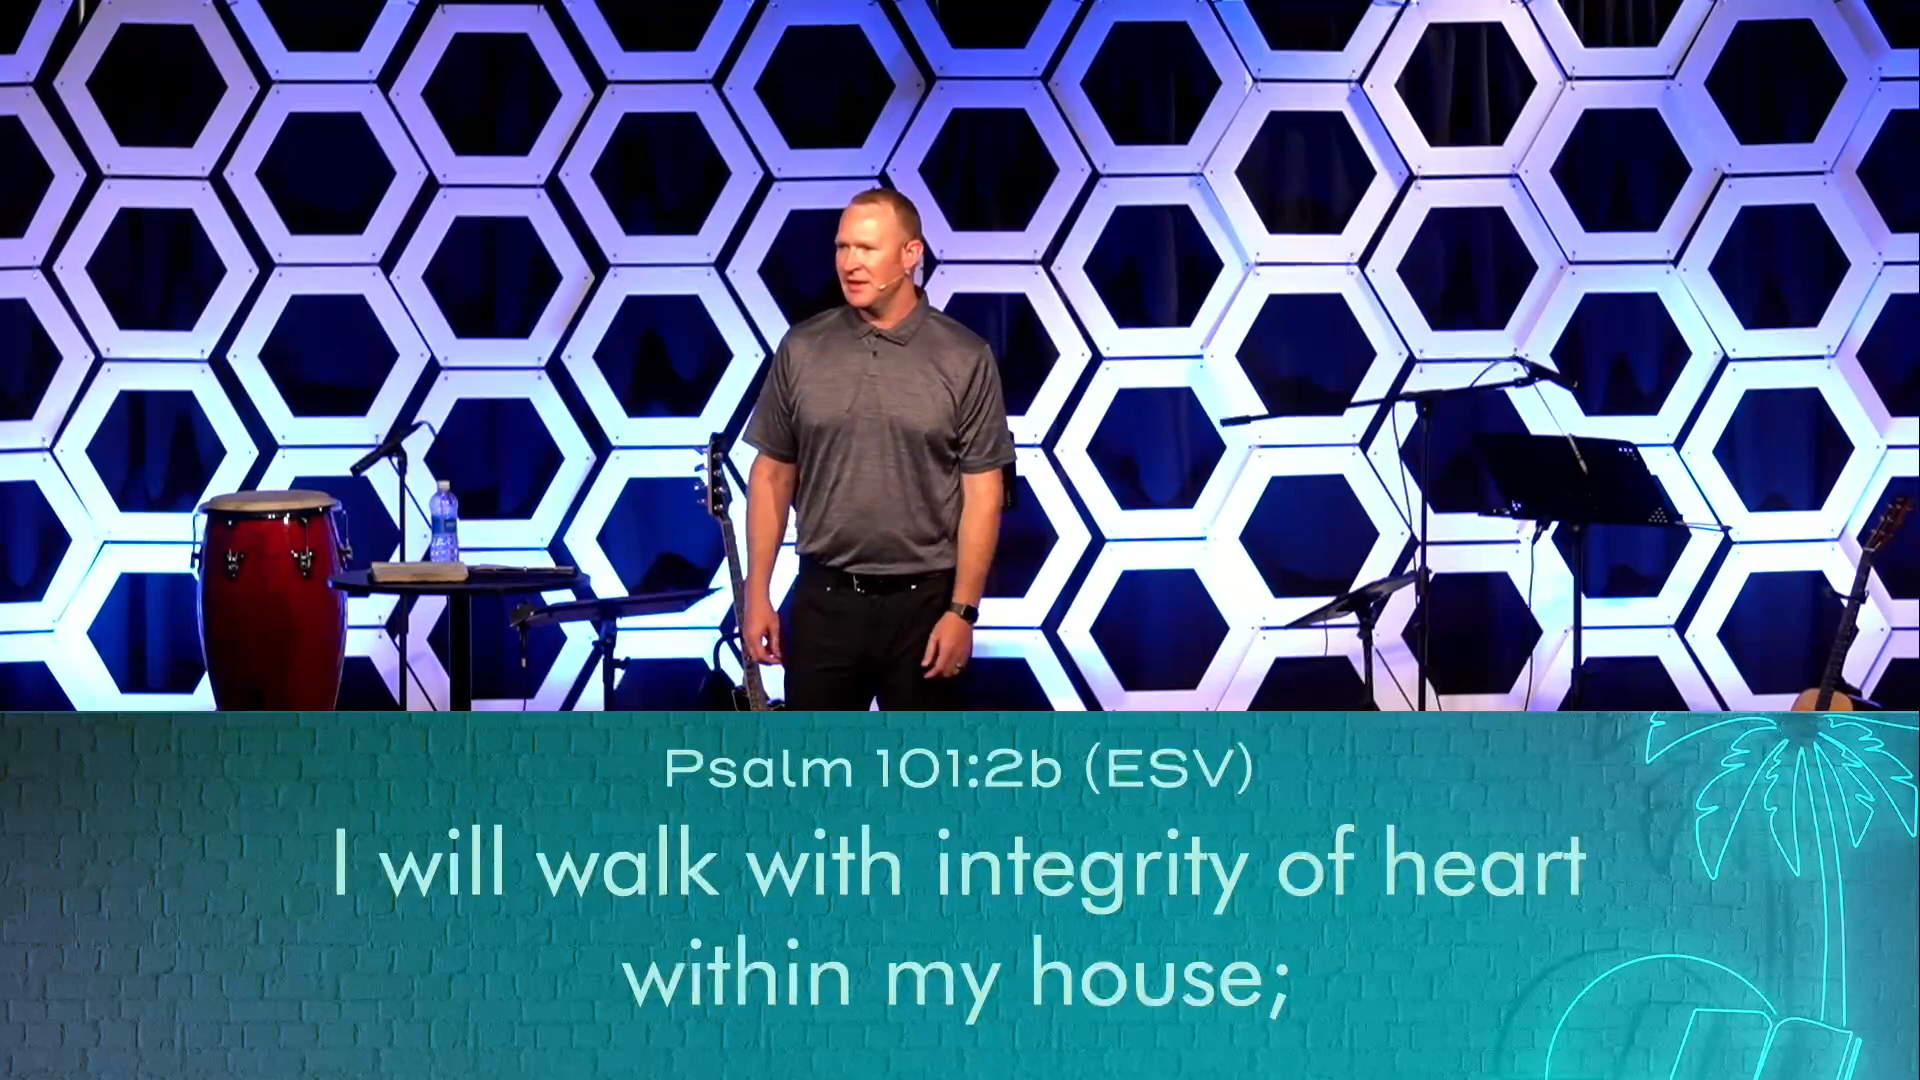 Psalm 101:2b (ESV)
I will walk with integrity of heart
within my house;